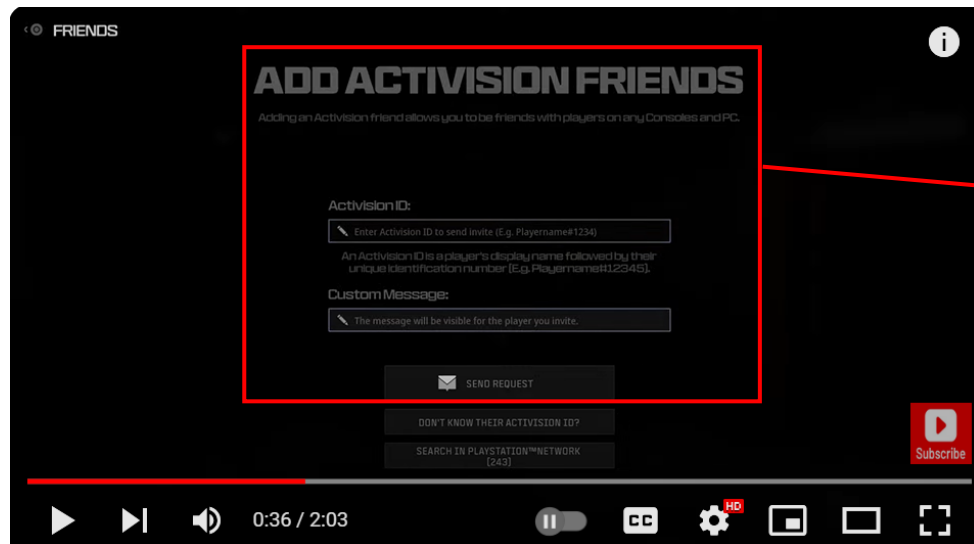 FRIENDS
ADD ACTIVISION FRIENDS
Adding an Activision friend allows you to be friends with players on any Consoles and PC.
Activision ID:
Enter Activision ID to send invite (E.g. Playername#1234)
An Activision ID is a player's display name followed by their
unique identification number (E.g. Playername#12345).
Custom Message:
The message will be visible for the player you invite.
SEND REQUEST
DON'T KNOW THEIR ACTIVISION ID?
SEARCH IN PLAYSTATION™NETWORK
[243]
Subscribe
0:36 / 2:03
CC
HD